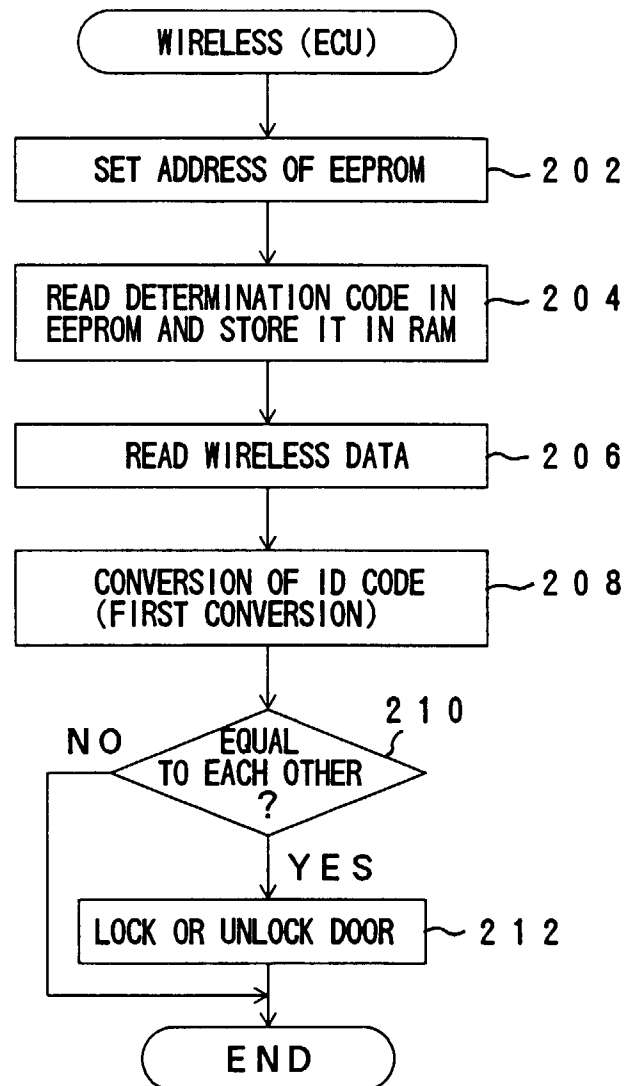 WIRELESS (ECU)
SET ADDRESS OF EEPROM
202
READ DETERMINATION CODE IN
EEPROM AND STORE IT IN RAM
204
READ WIRELESS DATA
206
CONVERSION OF ID CODE
(FIRST CONVERSION)
208
210
NO
EQUAL
TO EACH OTHER
?
YES
LOCK OR UNLOCK DOOR
212
END